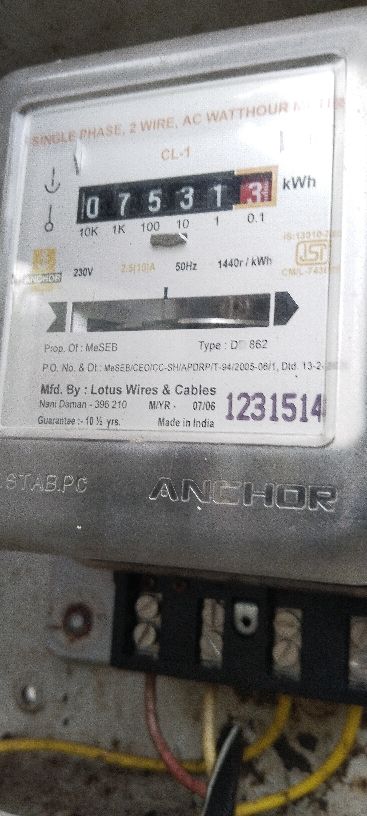 SINGLE PHASE, 2 WIRE, AC WATTHOUR
CL-1
0 7 5 3 1 3 kWh
10K 1K 100 10 1 0.1
ANCHOR
230V 2.5(10)A 50Hz 1440r / kWh
Prop. Of : MeSEB Type : 862
P.O. No. & Dt.: MeSEB/CEO/CC-SH/APDRP/T-94/2005-06/1, Dtd. 13-2-
Mfd. By : Lotus Wires & Cables
Nani Daman - 396 210 M/YR - 07/06 1231514
Guarantee :- 10 ½ yrs. Made in India
STAB.PC ANCHOR